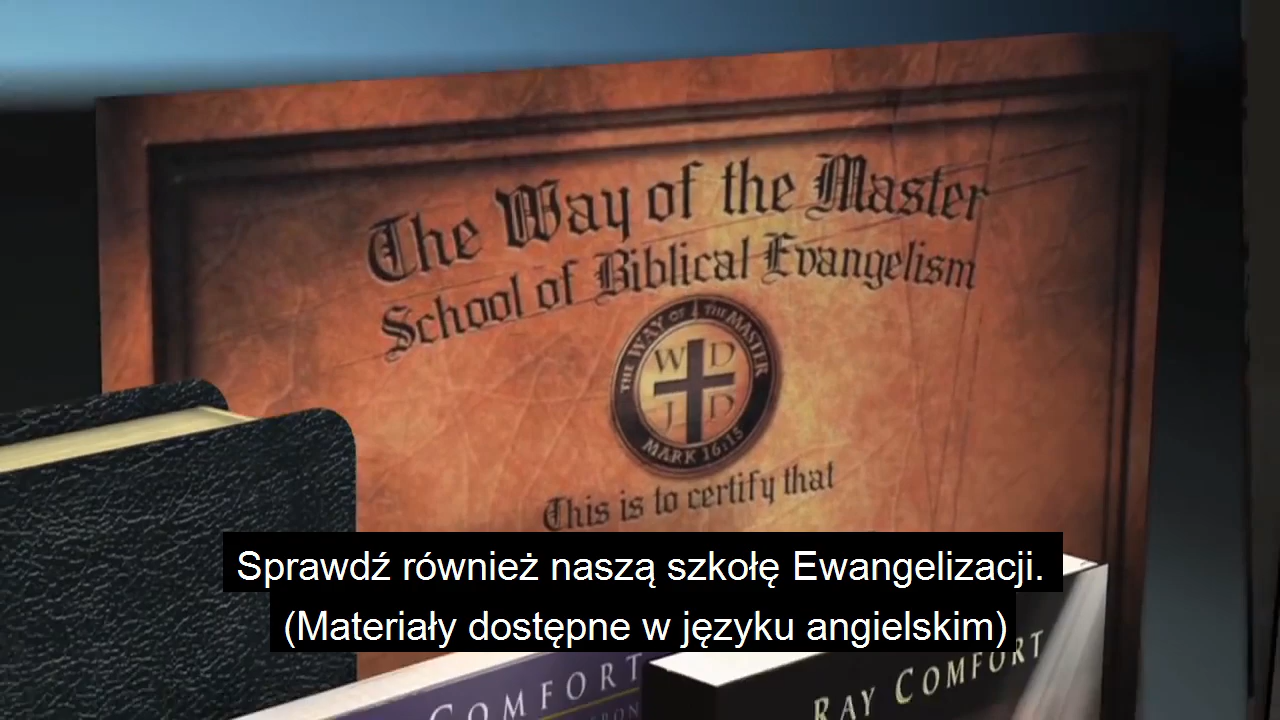 The Way of the Master
School of Biblical Evangelism
THE WAY OF THE MASTER
W D
J D
MARK 16:15
This is to certify that
Sprawdź również naszą szkołę Ewangelizacji.
(Materiały dostępne w języku angielskim)
COMFORT
RAY COMFORT